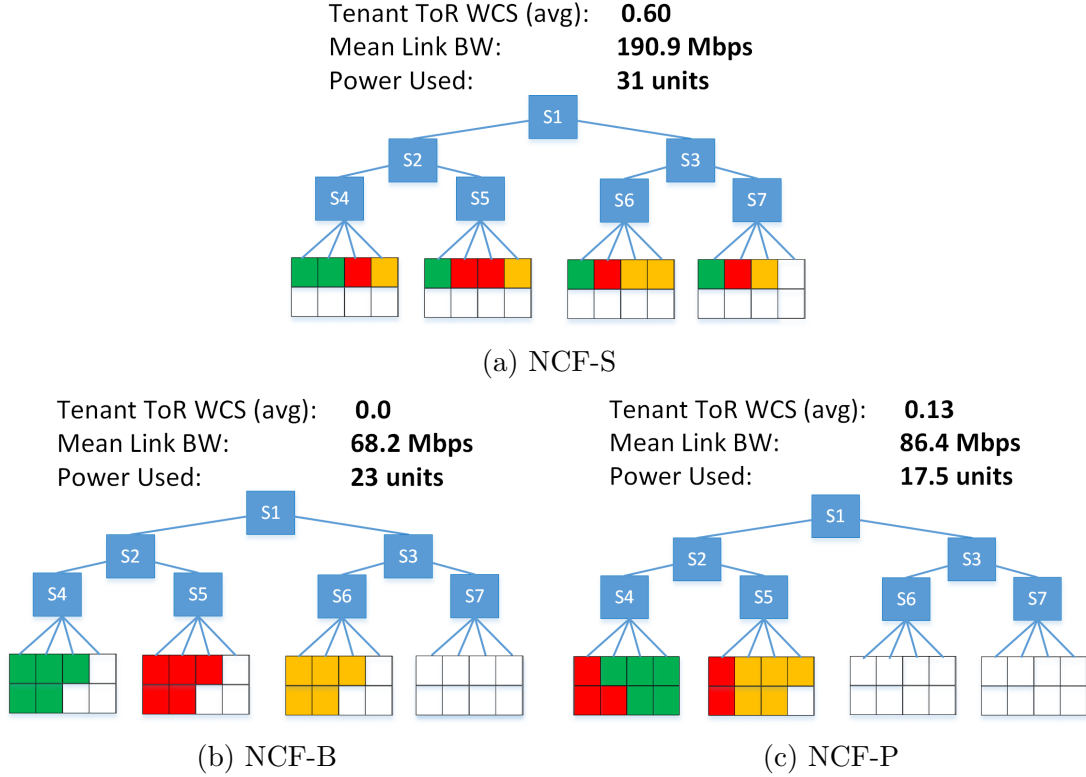 Tenant ToR WCS (avg): 0.60
Mean Link BW: 190.9 Mbps
Power Used: 31 units
S1
S2 S3
S4 S5 S6 S7
(a) NCF-S
Tenant ToR WCS (avg): 0.0
Mean Link BW: 68.2 Mbps
Power Used: 23 units
S1
S2 S3
S4 S5 S6 S7
(b) NCF-B
Tenant ToR WCS (avg): 0.13
Mean Link BW: 86.4 Mbps
Power Used: 17.5 units
S1
S2 S3
S4 S5 S6 S7
(c) NCF-P